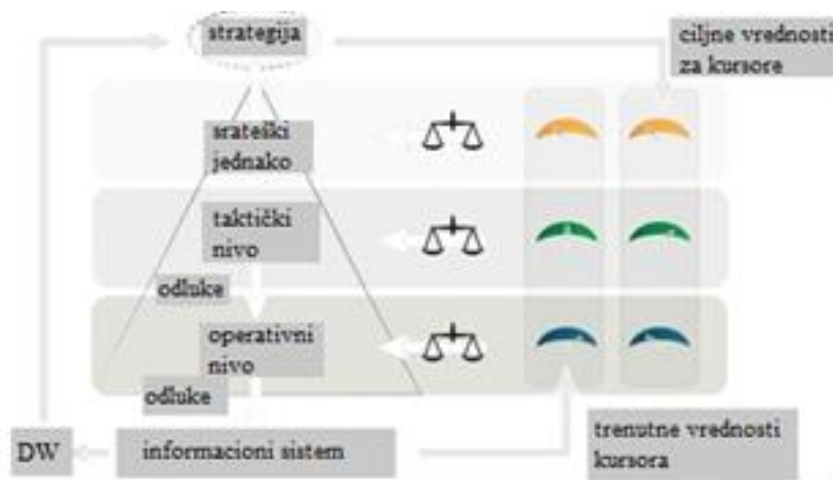 strategija
ciljne vrednosti
za kursore
srateški
jednako
taktički
nivo
odluke
operativni
nivo
odluke
trenutne vrednosti
kursora
DW
informacioni sistem